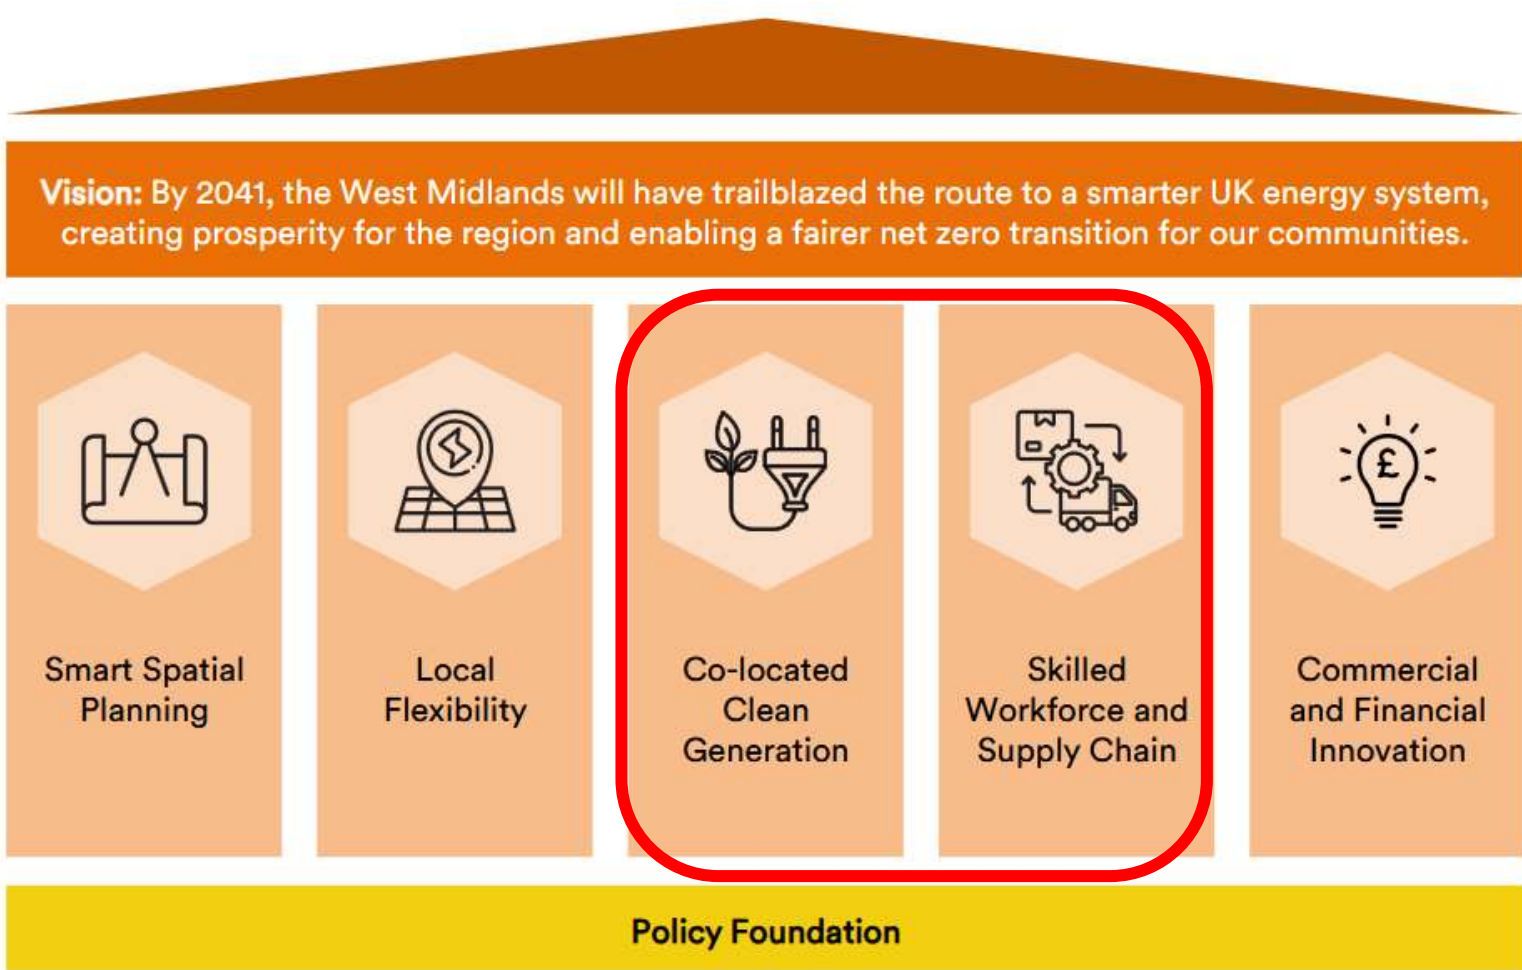 Vision: By 2041, the West Midlands will have trailblazed the route to a smarter UK energy system,
creating prosperity for the region and enabling a fairer net zero transition for our communities.
Smart Spatial
Planning
Local
Flexibility
Co-located
Clean
Generation
Skilled
Workforce and
Supply Chain
£
Commercial
and Financial
Innovation
Policy Foundation